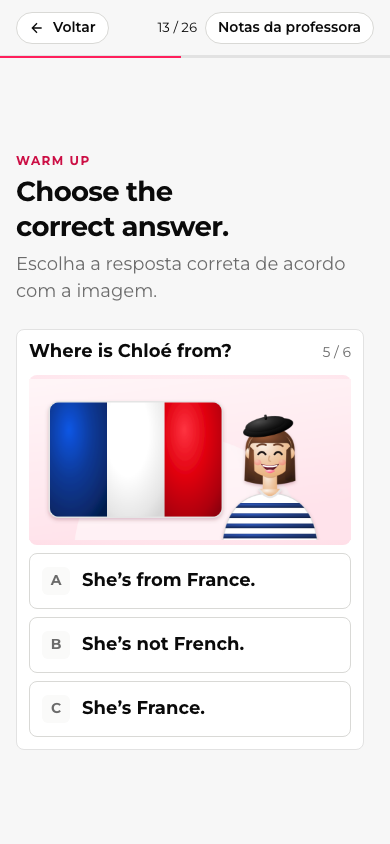 Voltar
13 / 26
Notas da professora
WARM UP
Choose the
correct answer.
Escolha a resposta correta de acordo
com a imagem.
Where is Chloé from?
5 / 6
A
She’s from France.
B
She’s not French.
C
She’s France.